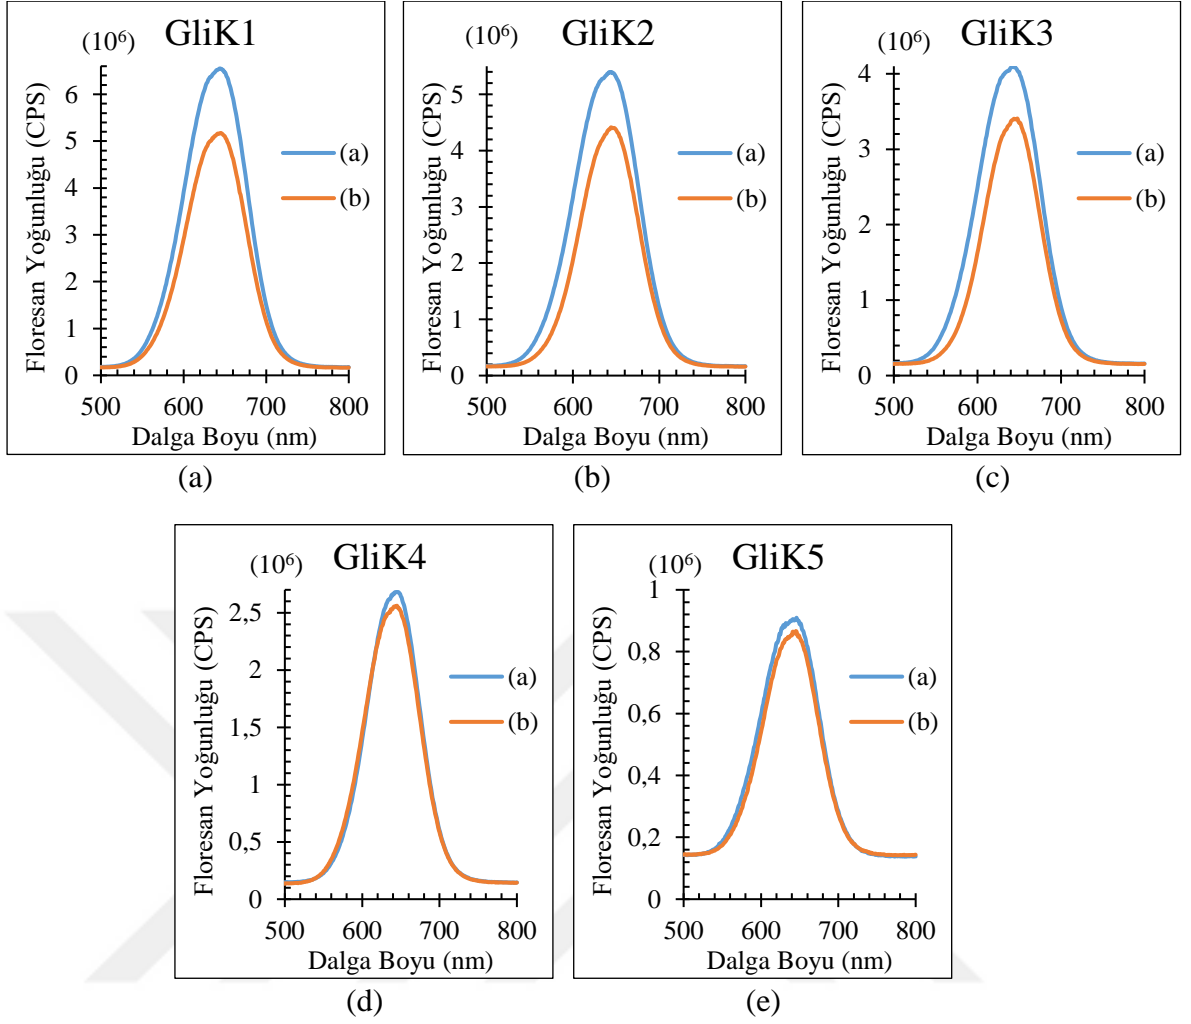 (10⁶) GliK1
Floresan Yoğunluğu (CPS)
6
5
4
3
2
1
0
500 600 700 800
Dalga Boyu (nm)
(a)
(b)
(a)
(10⁶) GliK2
Floresan Yoğunluğu (CPS)
5
4
3
2
1
0
500 600 700 800
Dalga Boyu (nm)
(a)
(b)
(b)
(10⁶) GliK3
Floresan Yoğunluğu (CPS)
4
3
2
1
0
500 600 700 800
Dalga Boyu (nm)
(a)
(b)
(c)
(10⁶) GliK4
Floresan Yoğunluğu (CPS)
2,5
2
1,5
1
0,5
0
500 600 700 800
Dalga Boyu (nm)
(a)
(b)
(d)
(10⁶) GliK5
Floresan Yoğunluğu (CPS)
1
0,8
0,6
0,4
0,2
0
500 600 700 800
Dalga Boyu (nm)
(a)
(b)
(e)